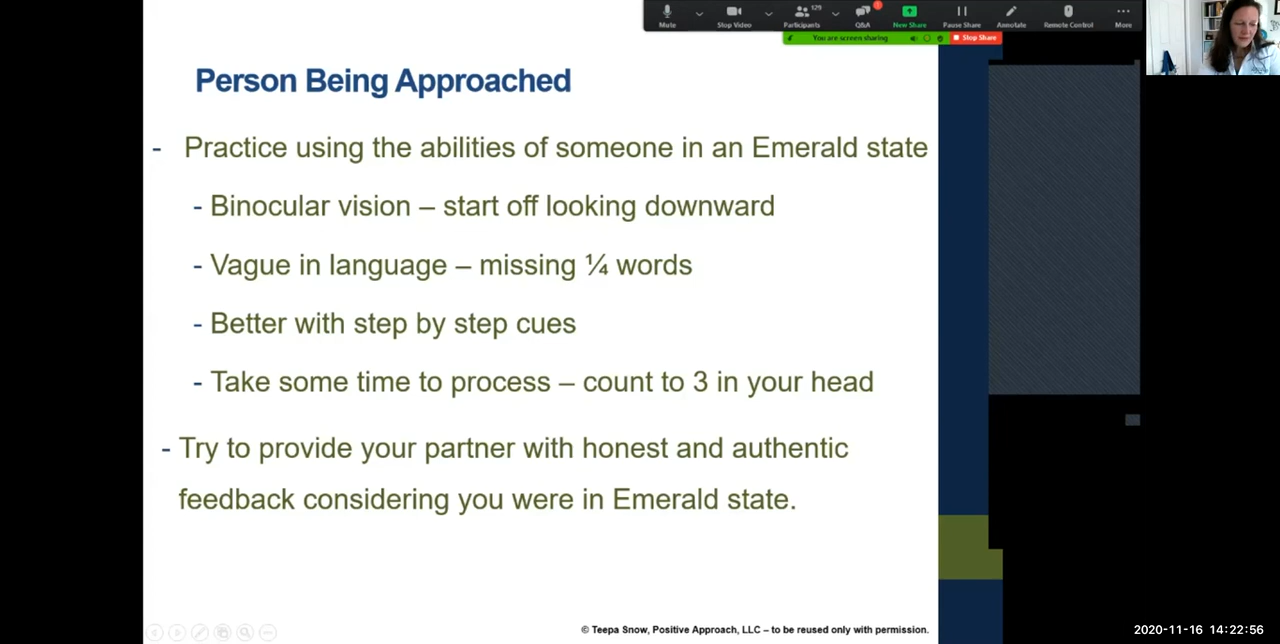 Mute
Stop Video
129
Participants
Q&A
New Share
Pause Share
Annotate
Remote Control
More
You are screen sharing
Stop Share
Person Being Approached
- Practice using the abilities of someone in an Emerald state
- Binocular vision – start off looking downward
- Vague in language – missing ¼ words
- Better with step by step cues
- Take some time to process – count to 3 in your head
- Try to provide your partner with honest and authentic
feedback considering you were in Emerald state.
© Teepa Snow, Positive Approach, LLC – to be reused only with permission.
2020-11-16 14:22:56